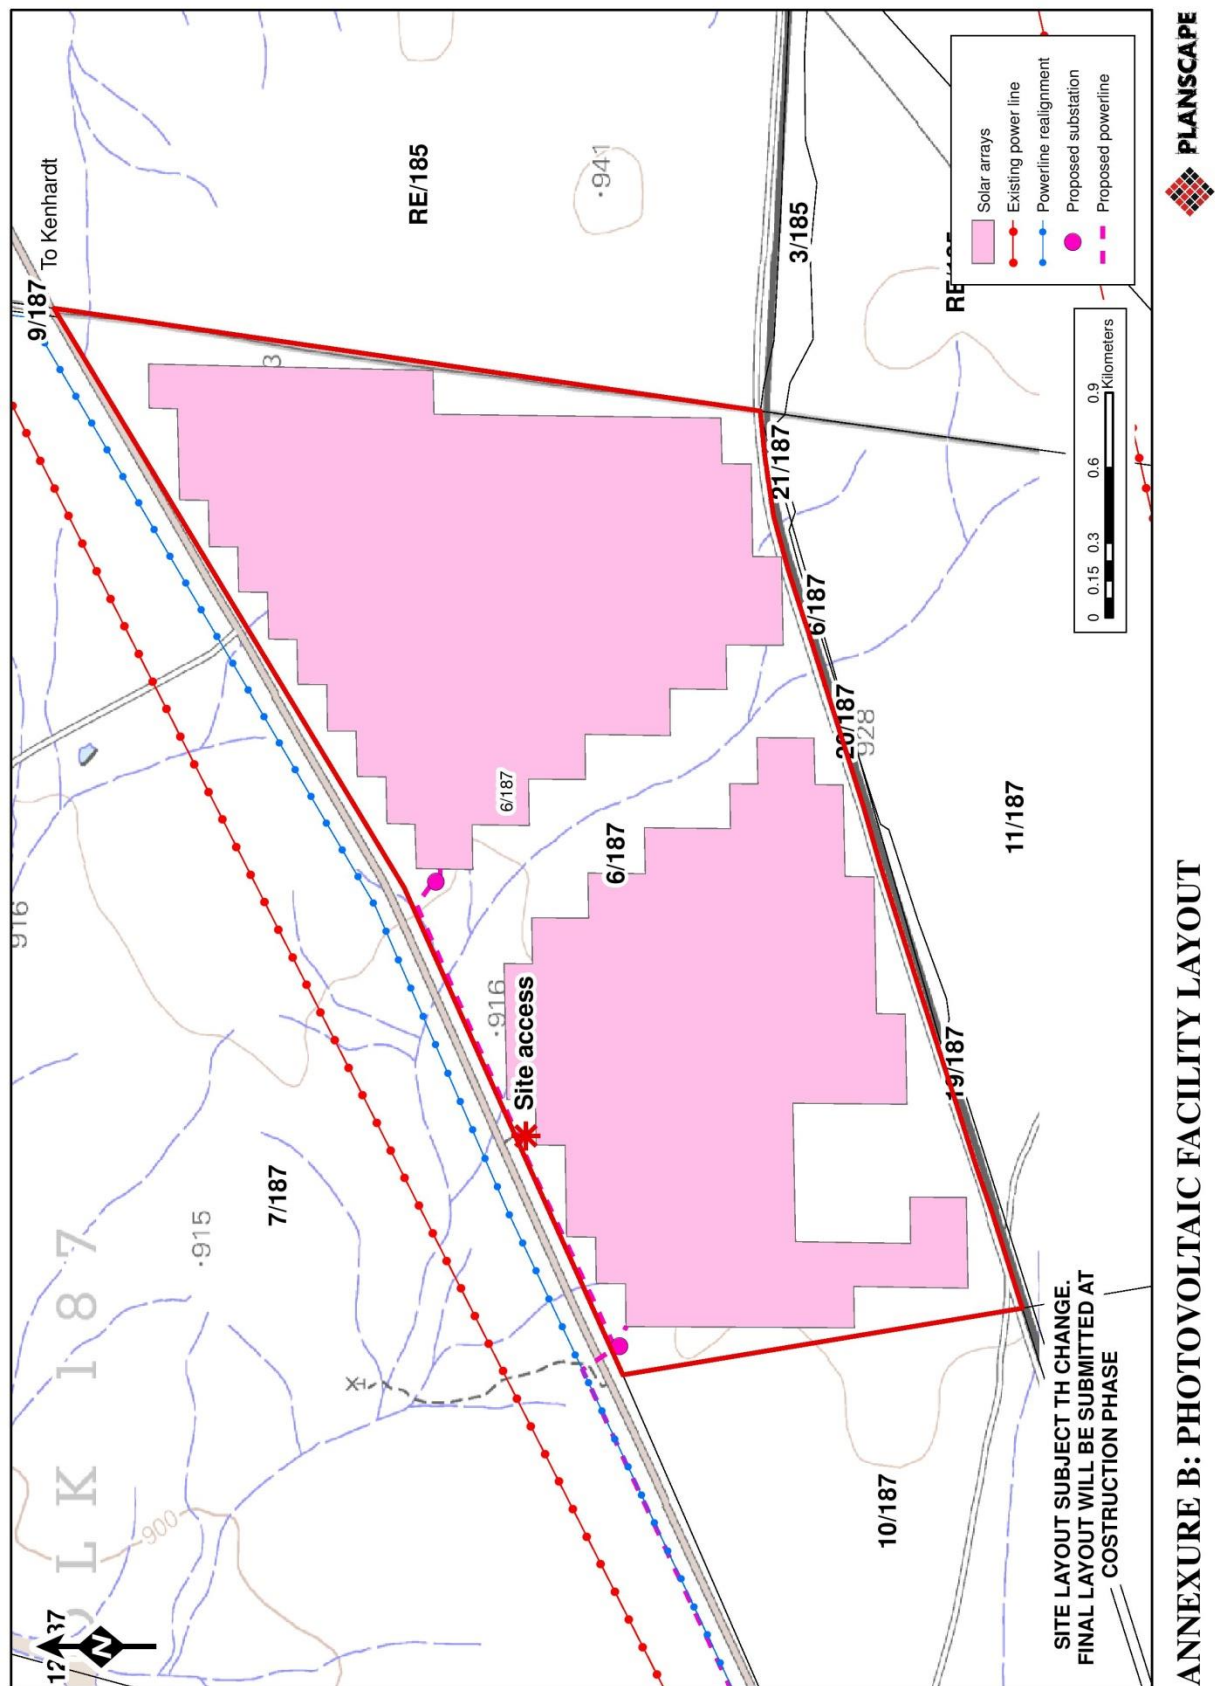 To Kenhardt
9/187
RE/185
941
3
3/185
21/187
6/187
20/187
928
6/187
6/187
11/187
916
916
Site access
7/187
915
L K 187
19/187
900
10/187
Solar arrays
Existing power line
Powerline realignment
Proposed substation
Proposed powerline
0 0.15 0.3 0.6 0.9
Kilometers
N
SITE LAYOUT SUBJECT TH CHANGE.
FINAL LAYOUT WILL BE SUBMITTED AT
COSTRUCTION PHASE
ANNEXURE B: PHOTOVOLTAIC FACILITY LAYOUT
PLANSCAPE